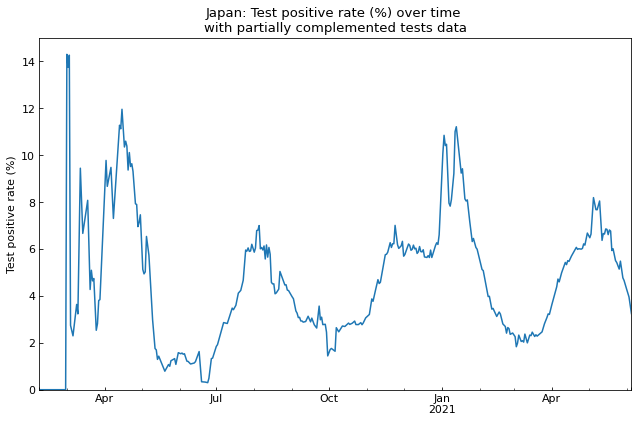 Japan: Test positive rate (%) over time
with partially complemented tests data
Test positive rate (%)
14
12
10
8
6
4
2
0
Apr
Jul
Oct
Jan
2021
Apr